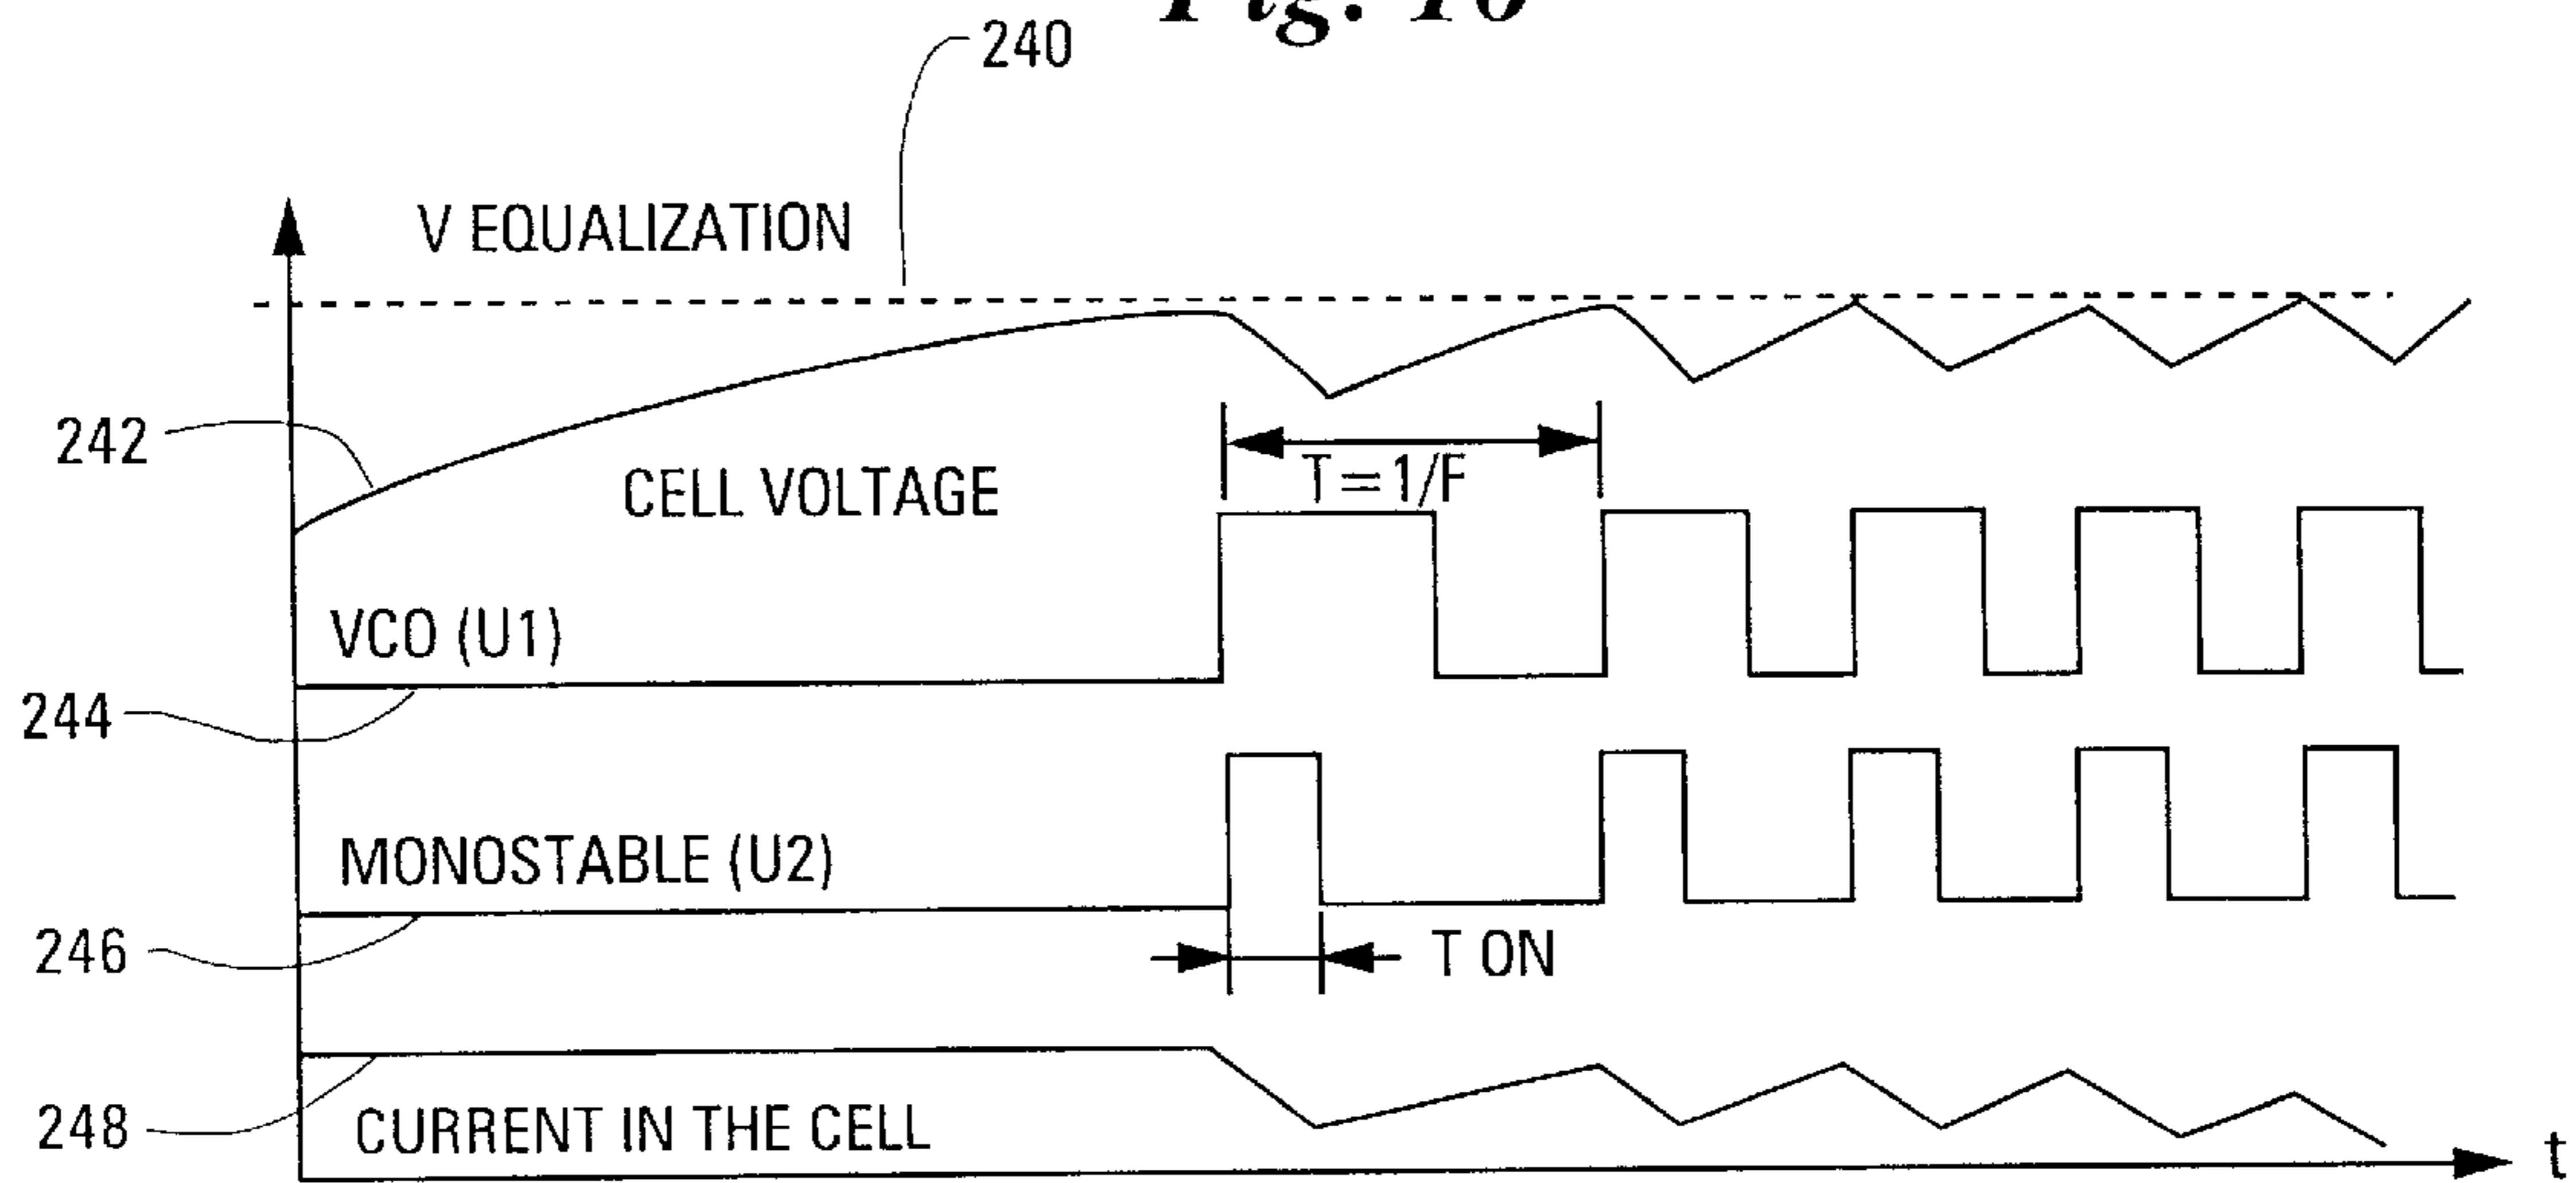 240
V EQUALIZATION
242
CELL VOLTAGE
T = 1/F
VCO (U1)
244
MONOSTABLE (U2)
246
T ON
248
CURRENT IN THE CELL
t